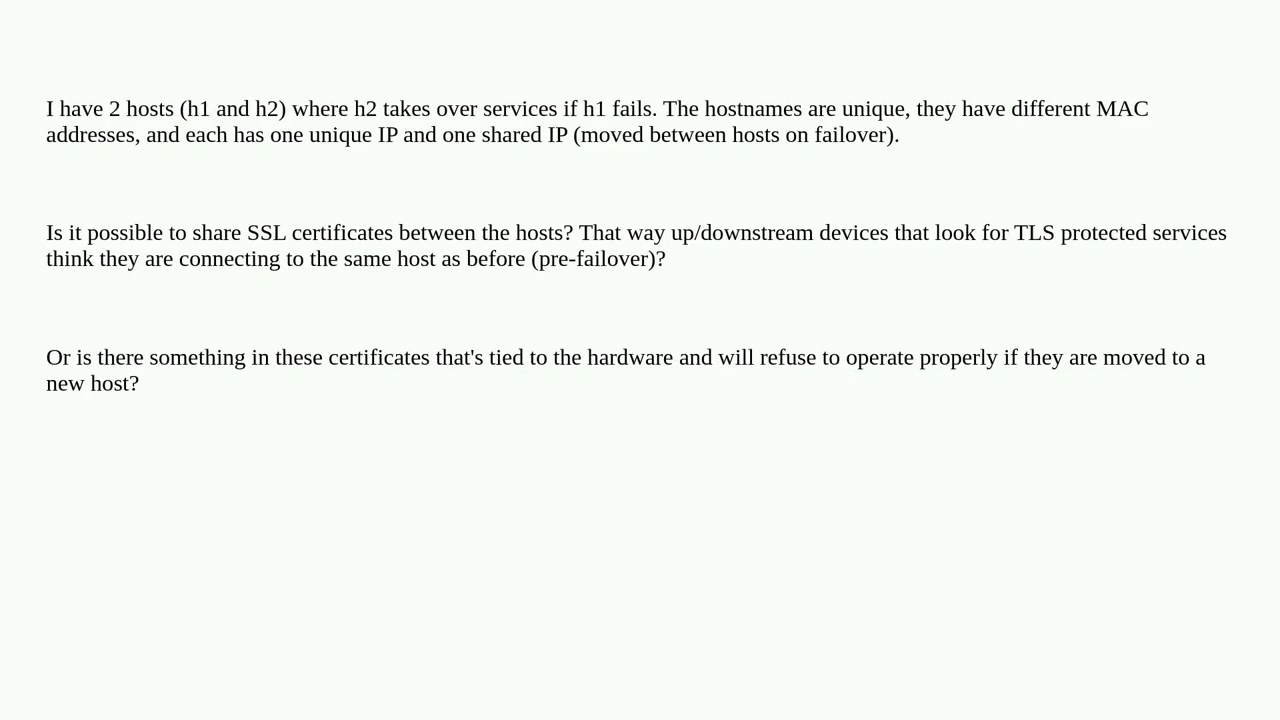 I have 2 hosts (h1 and h2) where h2 takes over services if h1 fails. The hostnames are unique, they have different MAC
addresses, and each has one unique IP and one shared IP (moved between hosts on failover).
Is it possible to share SSL certificates between the hosts? That way up/downstream devices that look for TLS protected services
think they are connecting to the same host as before (pre-failover)?
Or is there something in these certificates that's tied to the hardware and will refuse to operate properly if they are moved to a
new host?